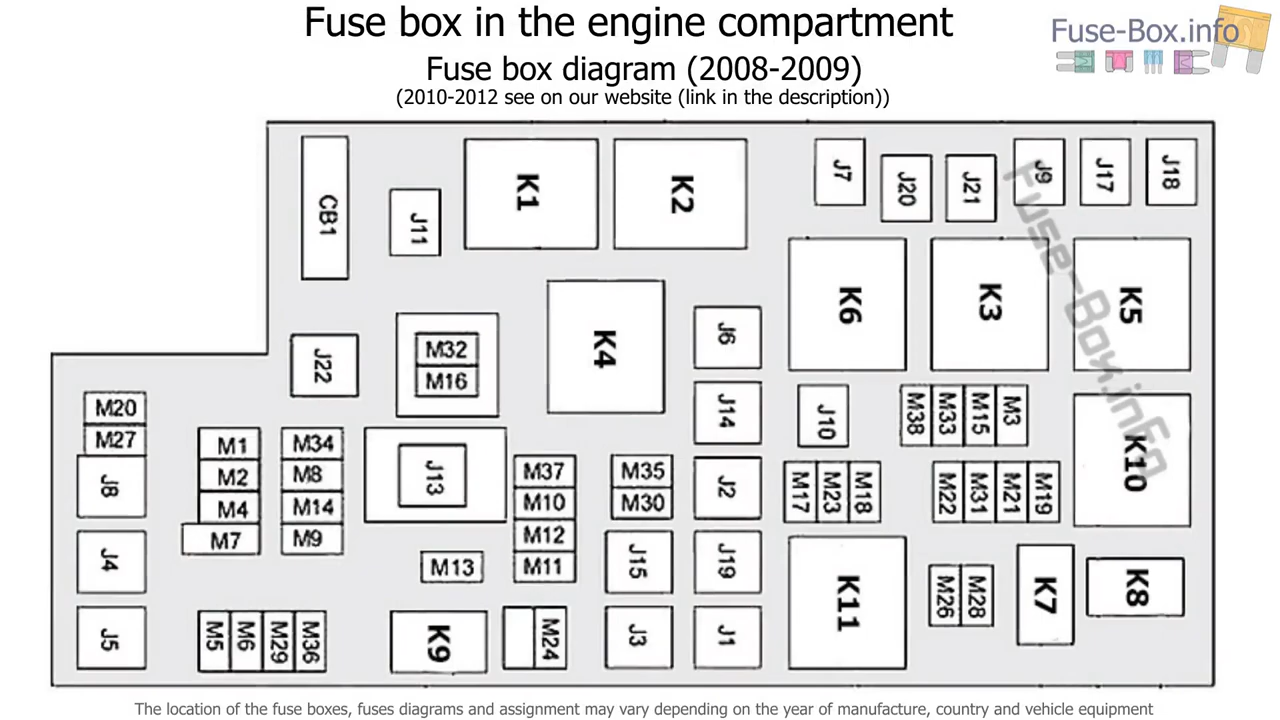 Fuse box in the engine compartment
Fuse-Box.info
Fuse box diagram (2008-2009)
(2010-2012 see on our website (link in the description))
CB1
J11
K1
K2
J7
J20
J21
J9
J17
J18
K6
K3
K5
K4
J6
J22
M32
M16
J14
J10
M38
M33
M15
M3
K10
M20
M27
J8
M1
M2
M4
M7
M34
M8
M14
M9
J13
M37
M10
M12
M11
M35
M30
J2
M17
M23
M18
M22
M31
M21
M19
J4
M13
J15
J19
K11
M26
M28
K7
K8
J5
M5
M6
M29
M36
K9
M24
J3
J1
Fuse-Box.info
The location of the fuse boxes, fuses diagrams and assignment may vary depending on the year of manufacture, country and vehicle equipment